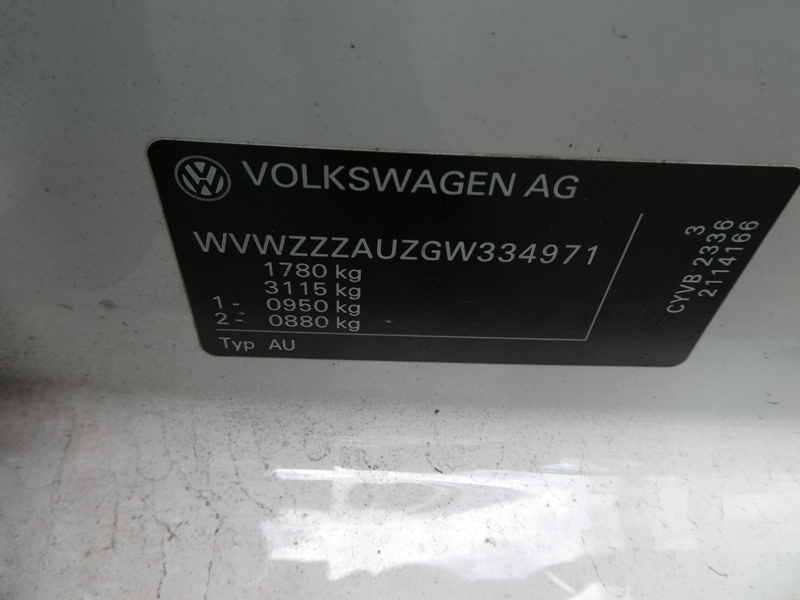 VOLKSWAGEN AG
WVWZZZAUZGW334971
1780 kg
3115 kg
1 - 0950 kg
2 - 0880 kg
Typ AU
3
CYVB 2336
2114166